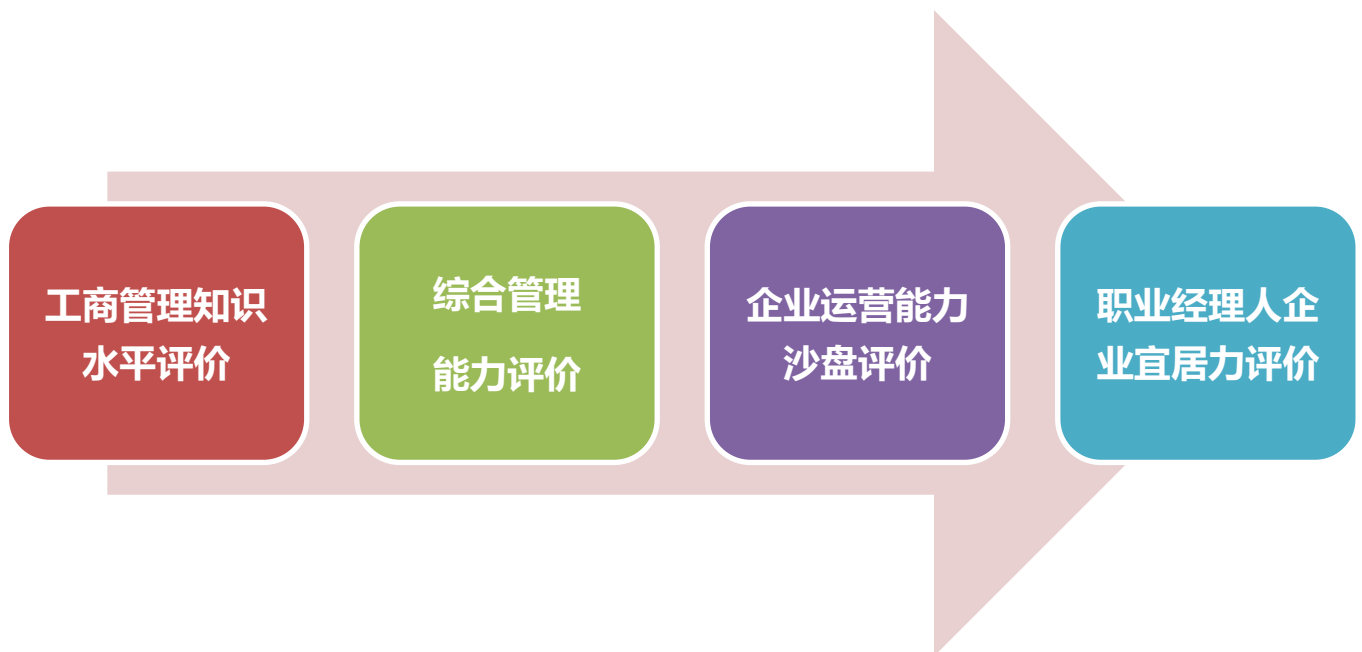 工商管理知识
水平评价
综合管理
能力评价
企业运营能力
沙盘评价
职业经理人企
业宜居力评价